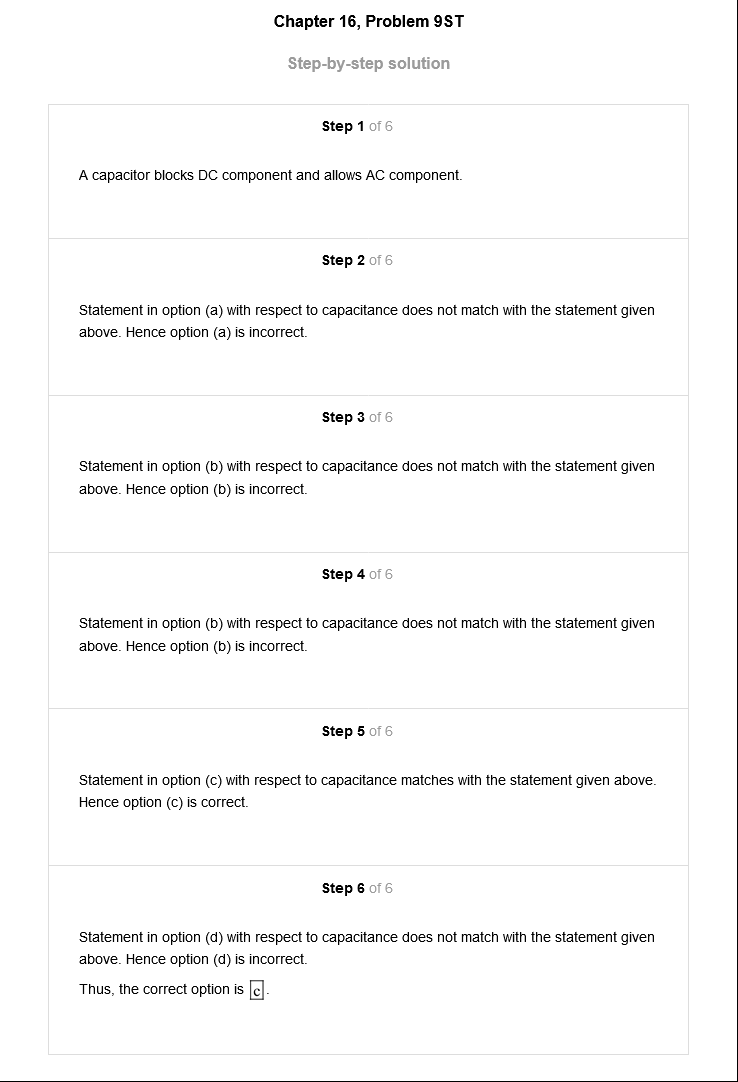 Chapter 16, Problem 9ST
Step-by-step solution
Step 1 of 6
A capacitor blocks DC component and allows AC component.
Step 2 of 6
Statement in option (a) with respect to capacitance does not match with the statement given
above. Hence option (a) is incorrect.
Step 3 of 6
Statement in option (b) with respect to capacitance does not match with the statement given
above. Hence option (b) is incorrect.
Step 4 of 6
Statement in option (b) with respect to capacitance does not match with the statement given
above. Hence option (b) is incorrect.
Step 5 of 6
Statement in option (c) with respect to capacitance matches with the statement given above.
Hence option (c) is correct.
Step 6 of 6
Statement in option (d) with respect to capacitance does not match with the statement given
above. Hence option (d) is incorrect.
Thus, the correct option is c.